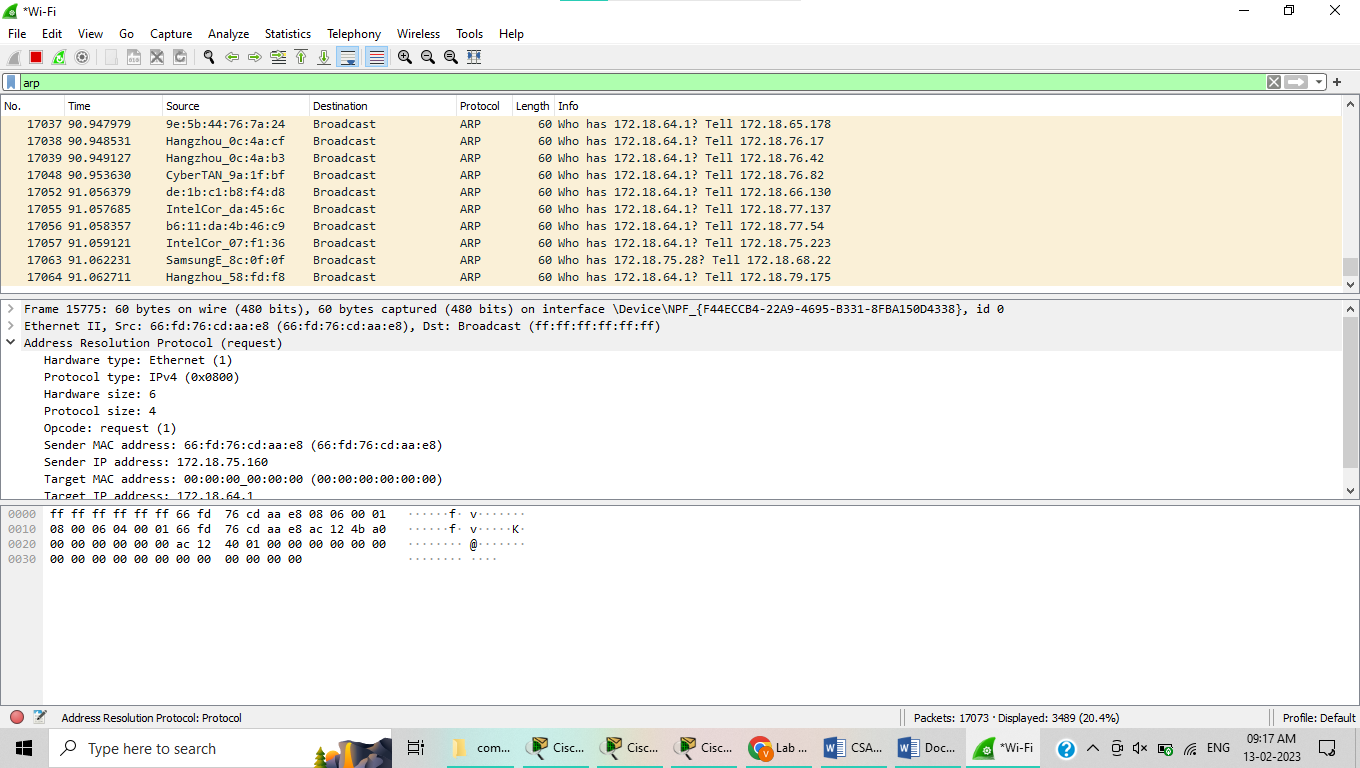 *Wi-Fi
File Edit View Go Capture Analyze Statistics Telephony Wireless Tools Help
arp
No. Time Source Destination Protocol Length Info
17037 90.947979 9e:5b:44:76:7a:24 Broadcast ARP 60 Who has 172.18.64.1? Tell 172.18.65.178
17038 90.948531 Hangzhou_0c:4a:cf Broadcast ARP 60 Who has 172.18.64.1? Tell 172.18.76.17
17039 90.949127 Hangzhou_0c:4a:b3 Broadcast ARP 60 Who has 172.18.64.1? Tell 172.18.76.42
17048 90.953630 CyberTAN_9a:1f:bf Broadcast ARP 60 Who has 172.18.64.1? Tell 172.18.76.82
17052 91.056379 de:1b:c1:b8:f4:d8 Broadcast ARP 60 Who has 172.18.64.1? Tell 172.18.66.130
17055 91.057685 IntelCor_da:45:6c Broadcast ARP 60 Who has 172.18.64.1? Tell 172.18.77.137
17056 91.058357 b6:11:da:4b:46:c9 Broadcast ARP 60 Who has 172.18.64.1? Tell 172.18.77.54
17057 91.059121 IntelCor_07:f1:36 Broadcast ARP 60 Who has 172.18.64.1? Tell 172.18.75.223
17063 91.062231 SamsungE_8c:0f:0f Broadcast ARP 60 Who has 172.18.75.28? Tell 172.18.68.22
17064 91.062711 Hangzhou_58:fd:f8 Broadcast ARP 60 Who has 172.18.64.1? Tell 172.18.79.175
Frame 15775: 60 bytes on wire (480 bits), 60 bytes captured (480 bits) on interface \Device\NPF_{F44ECCB4-22A9-4695-B331-8FBA150D4338}, id 0
Ethernet II, Src: 66:fd:76:cd:aa:e8 (66:fd:76:cd:aa:e8), Dst: Broadcast (ff:ff:ff:ff:ff:ff)
Address Resolution Protocol (request)
Hardware type: Ethernet (1)
Protocol type: IPv4 (0x0800)
Hardware size: 6
Protocol size: 4
Opcode: request (1)
Sender MAC address: 66:fd:76:cd:aa:e8 (66:fd:76:cd:aa:e8)
Sender IP address: 172.18.75.160
Target MAC address: 00:00:00_00:00:00 (00:00:00:00:00:00)
Target IP address: 172.18.64.1
0000 ff ff ff ff ff ff 66 fd 76 cd aa e8 08 06 00 01 ······f· v·······
0010 08 00 06 04 00 01 66 fd 76 cd aa e8 ac 12 4b a0 ······f· v·····K·
0020 00 00 00 00 00 00 ac 12 40 01 00 00 00 00 00 00 ········ @·······
0030 00 00 00 00 00 00 00 00 00 00 00 00 ········ ····
Address Resolution Protocol: Protocol Packets: 17073 · Displayed: 3489 (20.4%) Profile: Default
Type here to search com... Cisc... Cisc... Cisc... Lab ... CSA... Doc... *Wi-Fi ENG 09:17 AM
13-02-2023